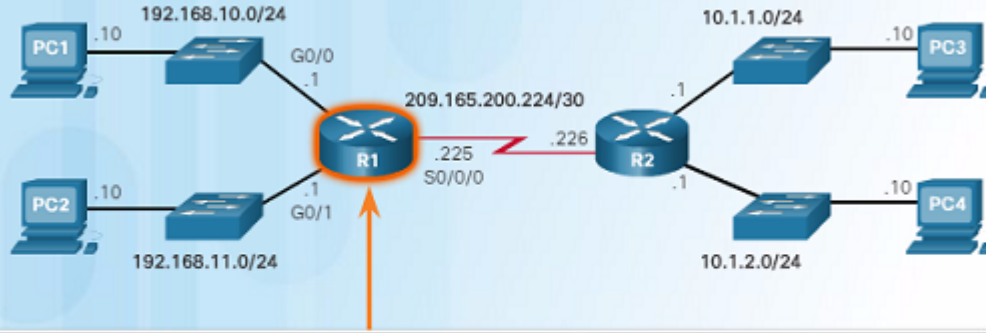 192.168.10.0/24
10.1.1.0/24
PC1
.10
G0/0
.1
.10
PC3
209.165.200.224/30
.1
R1
.225
S0/0/0
.226
R2
.1
PC2
.10
.1
G0/1
.10
PC4
192.168.11.0/24
10.1.2.0/24